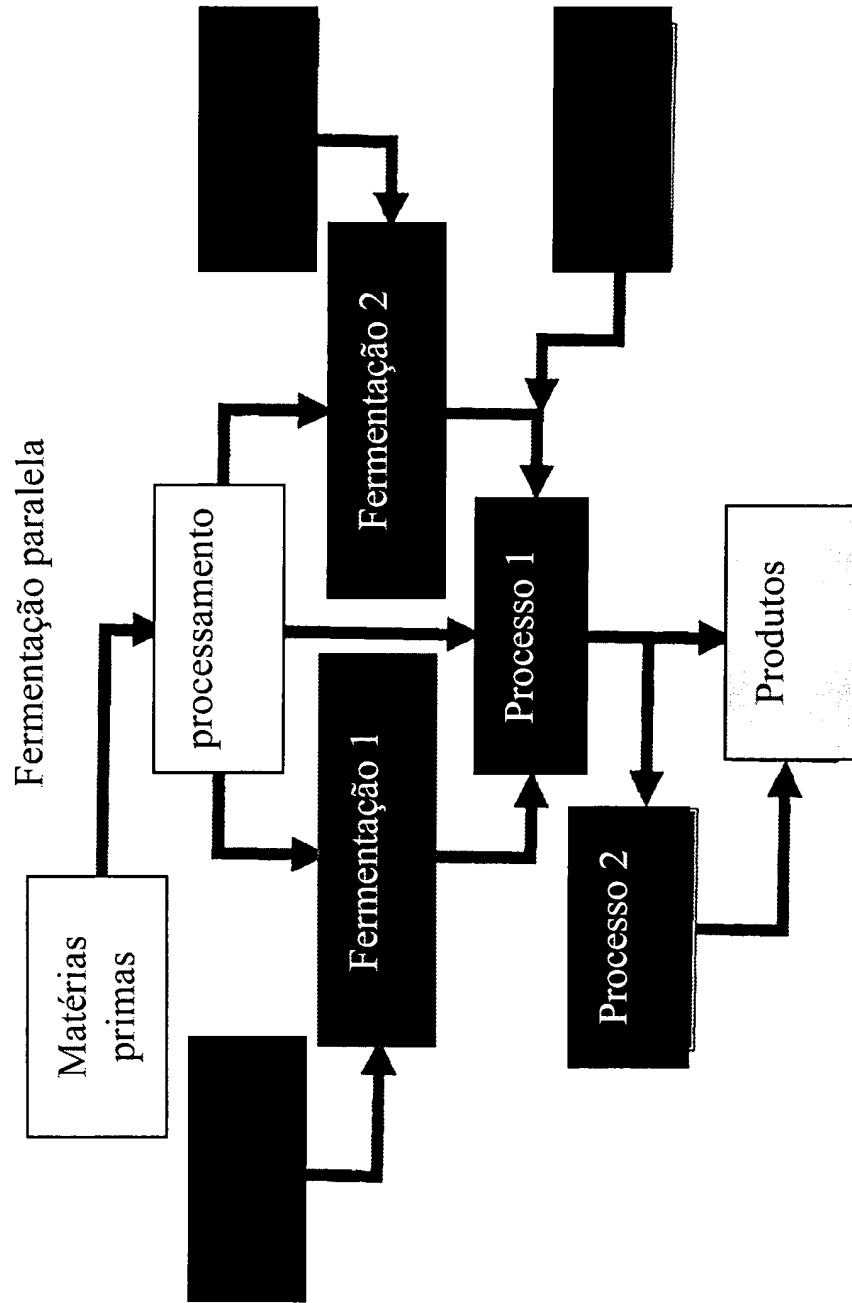 Fermentação paralela
Matérias
primas
processamento
Fermentação 1
Fermentação 2
Processo 1
Processo 2
Produtos